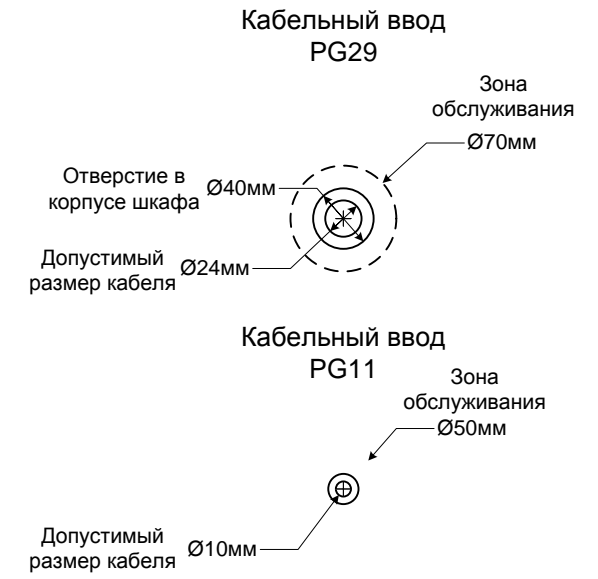 Кабельный ввод
PG29
Зона
обслуживания
Ø70мм
Отверстие в
корпусе шкафа
Ø40мм
Допустимый
размер кабеля
Ø24мм
Кабельный ввод
PG11
Зона
обслуживания
Ø50мм
Допустимый
размер кабеля
Ø10мм